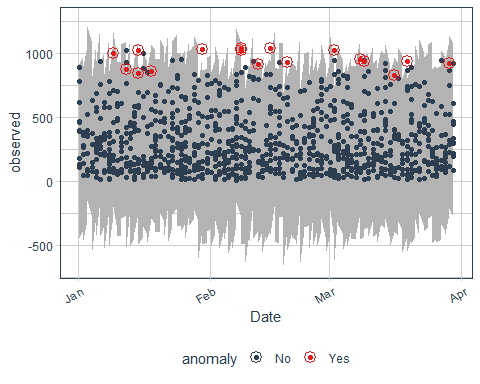 1000
500
0
-500
observed
Jan
Feb
Mar
Apr
Date
anomaly No Yes